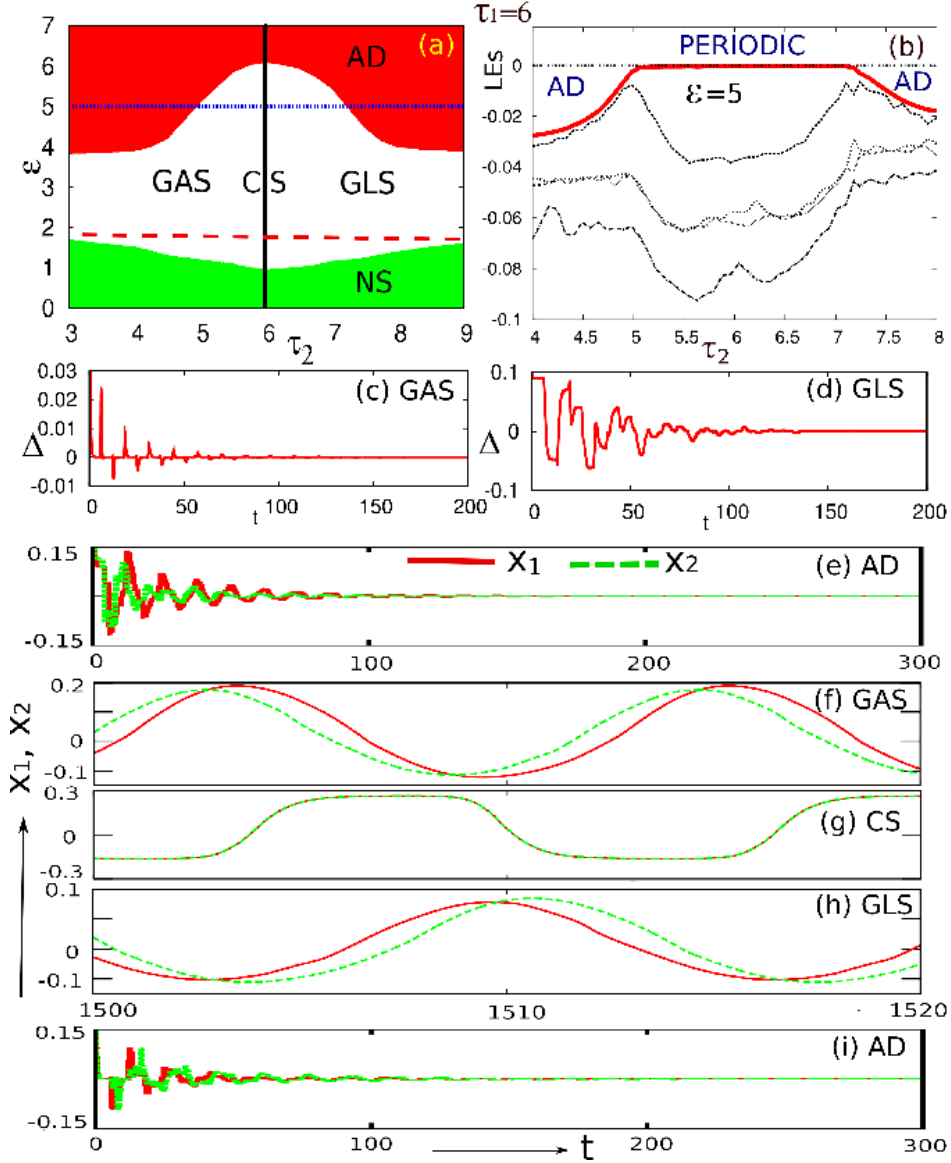 τ1=6
7
6
5
4
3
2
1
0
ε
(a)
AD
GAS
CS
GLS
NS
3 4 5 6 7 8 9
τ2
LEs
0
-0.02
-0.04
-0.06
-0.08
-0.1
PERIODIC
(b)
AD
AD
ε=5
4 4.5 5 5.5 6 6.5 7 7.5 8
τ2
0.03
0.02
0.01
0
-0.01
Δ
(c) GAS
0 50 100 150 200
t
0.1
0
0.1
Δ
(d) GLS
0 50 100 150 200
t
0.15
-0.15
X1 X2
(e) AD
0 100 200 300
X1, X2
0.2
0
-0.1
(f) GAS
0.3
0
-0.3
(g) CS
0.1
0
-0.1
(h) GLS
1500 1510 1520
0.15
-0.15
(i) AD
0 100 200 300
t